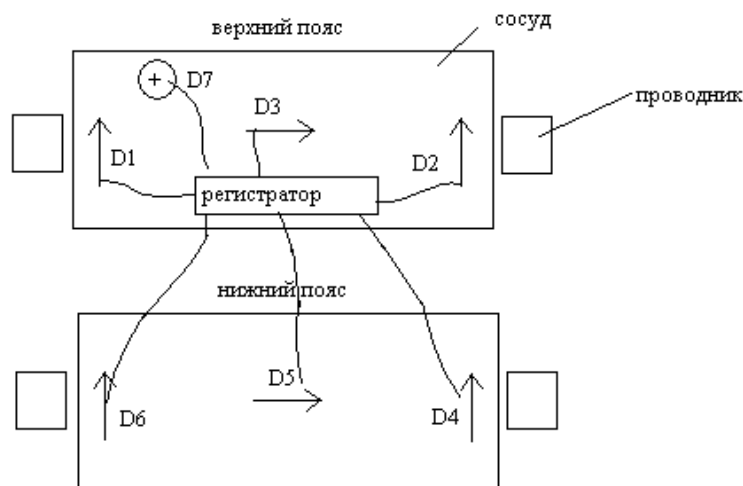 верхний пояс
сосуд
проводник
D7
D3
D1
D2
регистратор
нижний пояс
D5
D6
D4